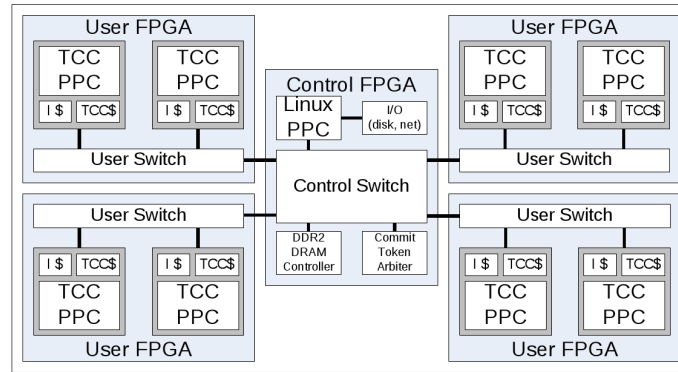 User FPGA
TCC
PPC
I $
TCC$
TCC
PPC
I $
TCC$
User Switch
Control FPGA
Linux
PPC
I/O
(disk, net)
Control Switch
DDR2
DRAM
Controller
Commit
Token
Arbiter
User FPGA
TCC
PPC
I $
TCC$
TCC
PPC
I $
TCC$
User Switch
User Switch
I $
TCC$
TCC
PPC
I $
TCC$
TCC
PPC
User FPGA
User Switch
I $
TCC$
TCC
PPC
I $
TCC$
TCC
PPC
User FPGA